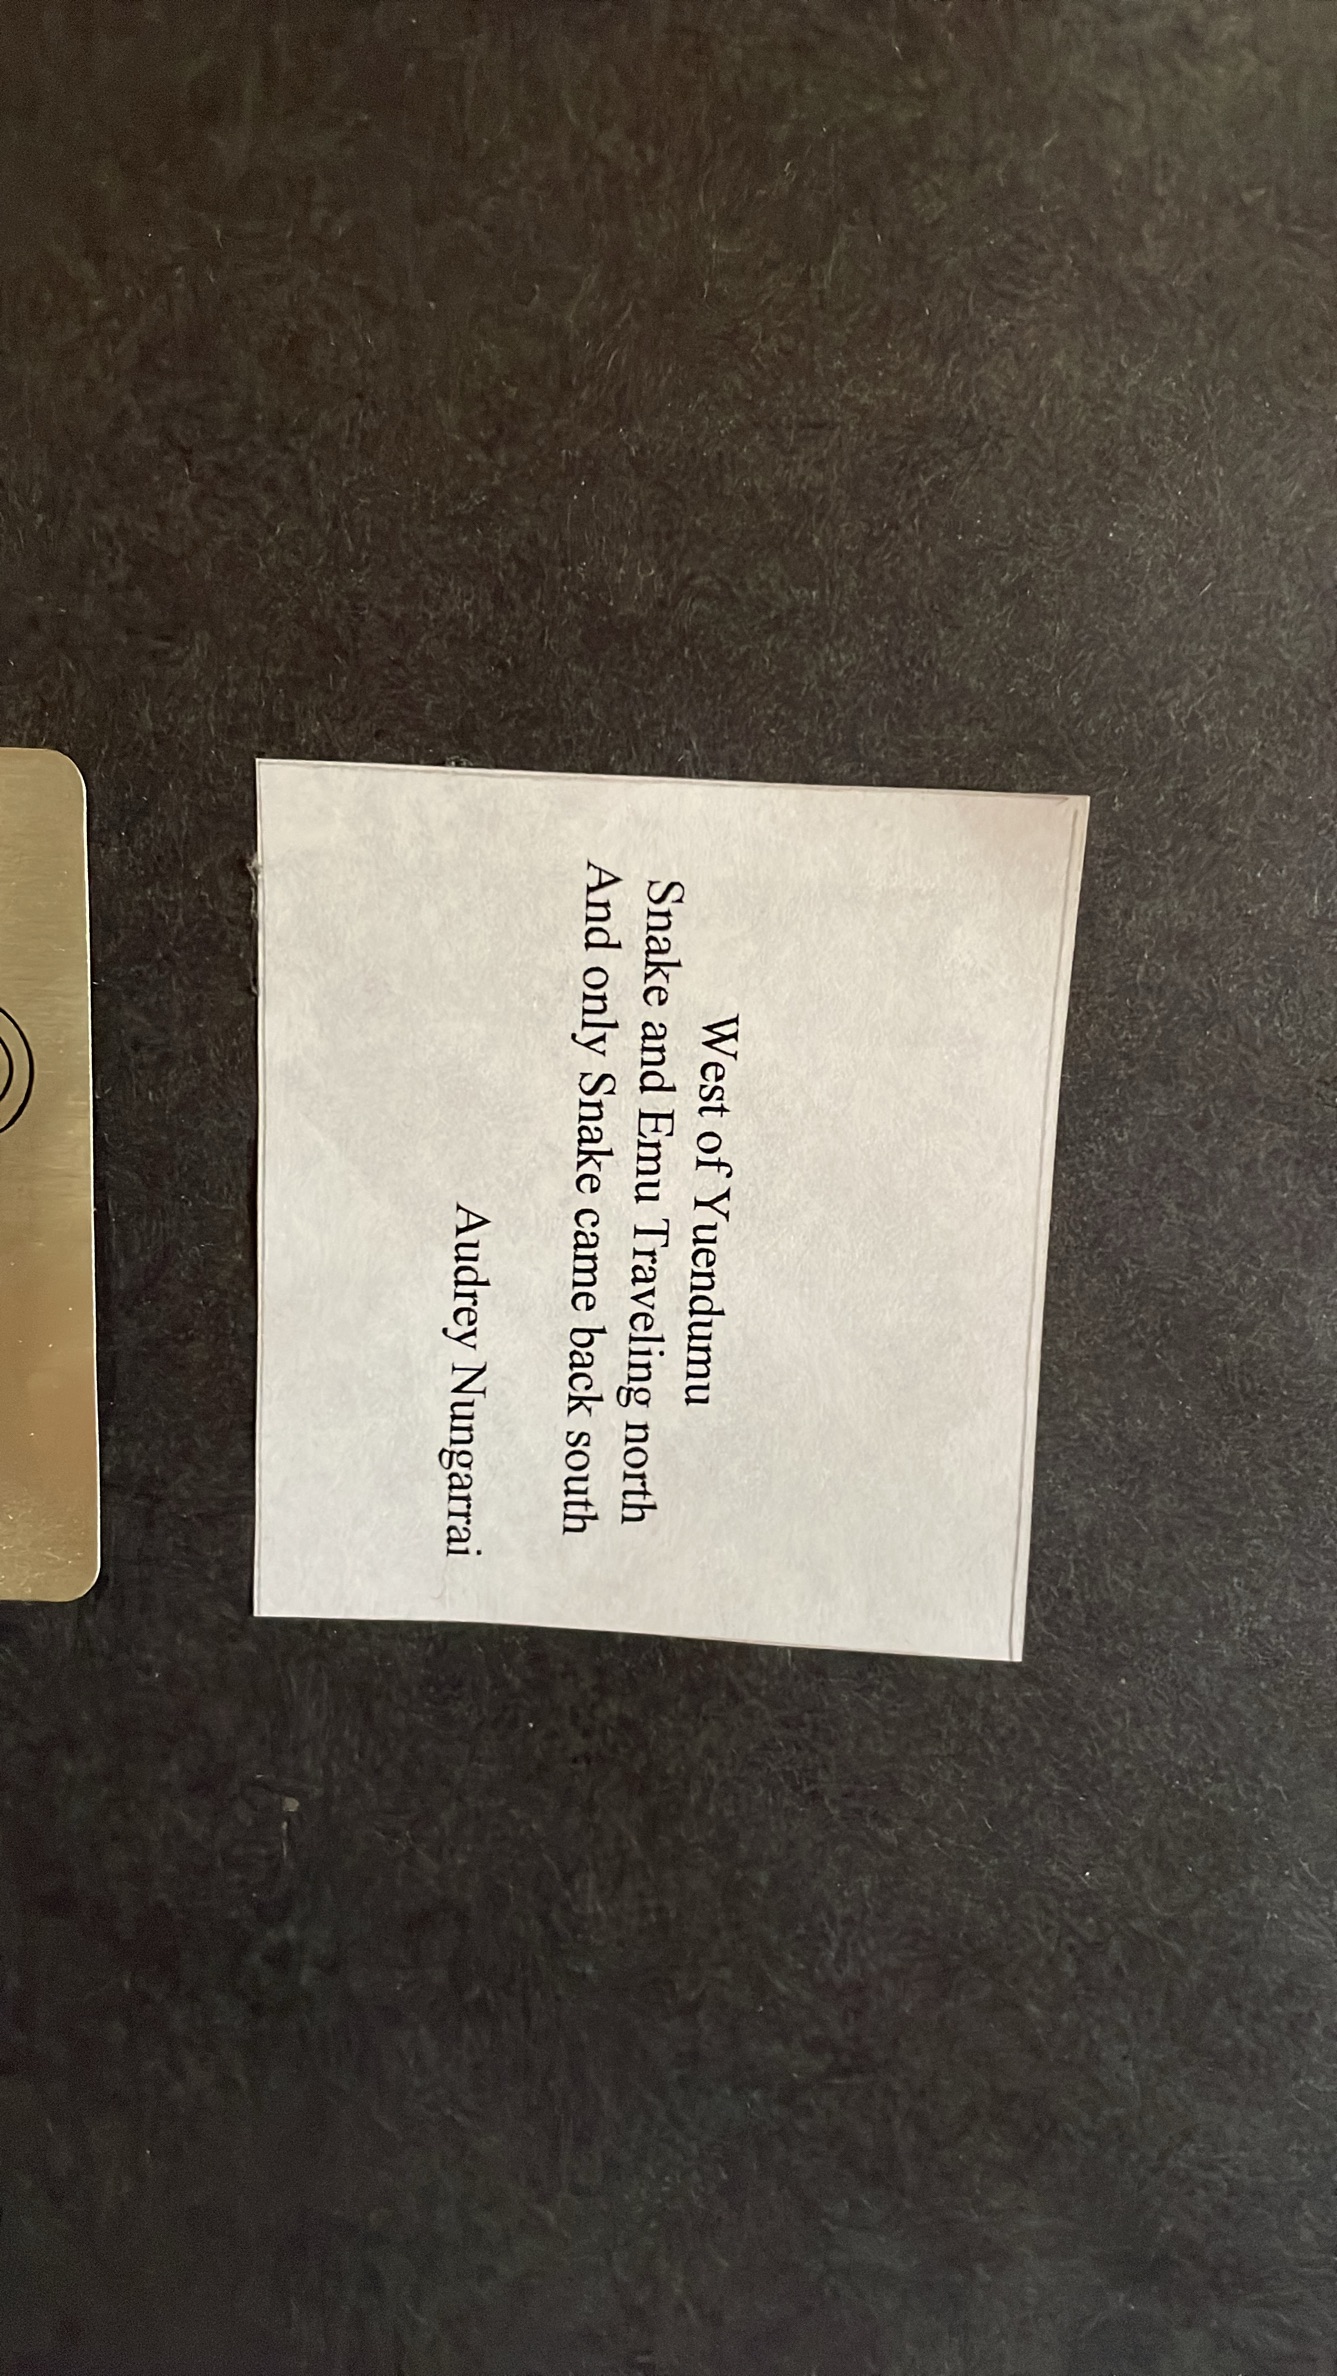 West of Yuendumu
Snake and Emu Traveling north
And only Snake came back south
Audrey Nungarrai